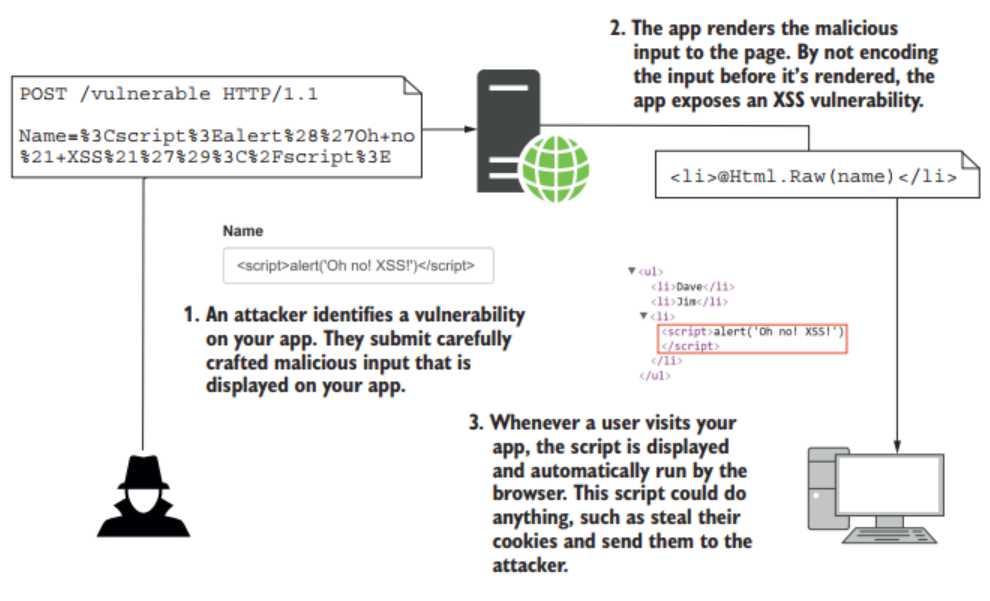 2. The app renders the malicious
input to the page. By not encoding
the input before it's rendered, the
app exposes an XSS vulnerability.
POST /vulnerable HTTP/1.1
Name=%3Cscript%3Ealert%28%27Oh+no
%21+XSS%21%27%29%3C%2Fscript%3E
<li>@Html.Raw(name)</li>
Name
<script>alert('Oh no! XSS!')</script>
1. An attacker identifies a vulnerability
on your app. They submit carefully
crafted malicious input that is
displayed on your app.
▼<ul>
<li>Dave</li>
<li>Jim</li>
▼<li>
<script>alert('Oh no! XSS!')
</script>
</li>
</ul>
3. Whenever a user visits your
app, the script is displayed
and automatically run by the
browser. This script could do
anything, such as steal their
cookies and send them to the
attacker.